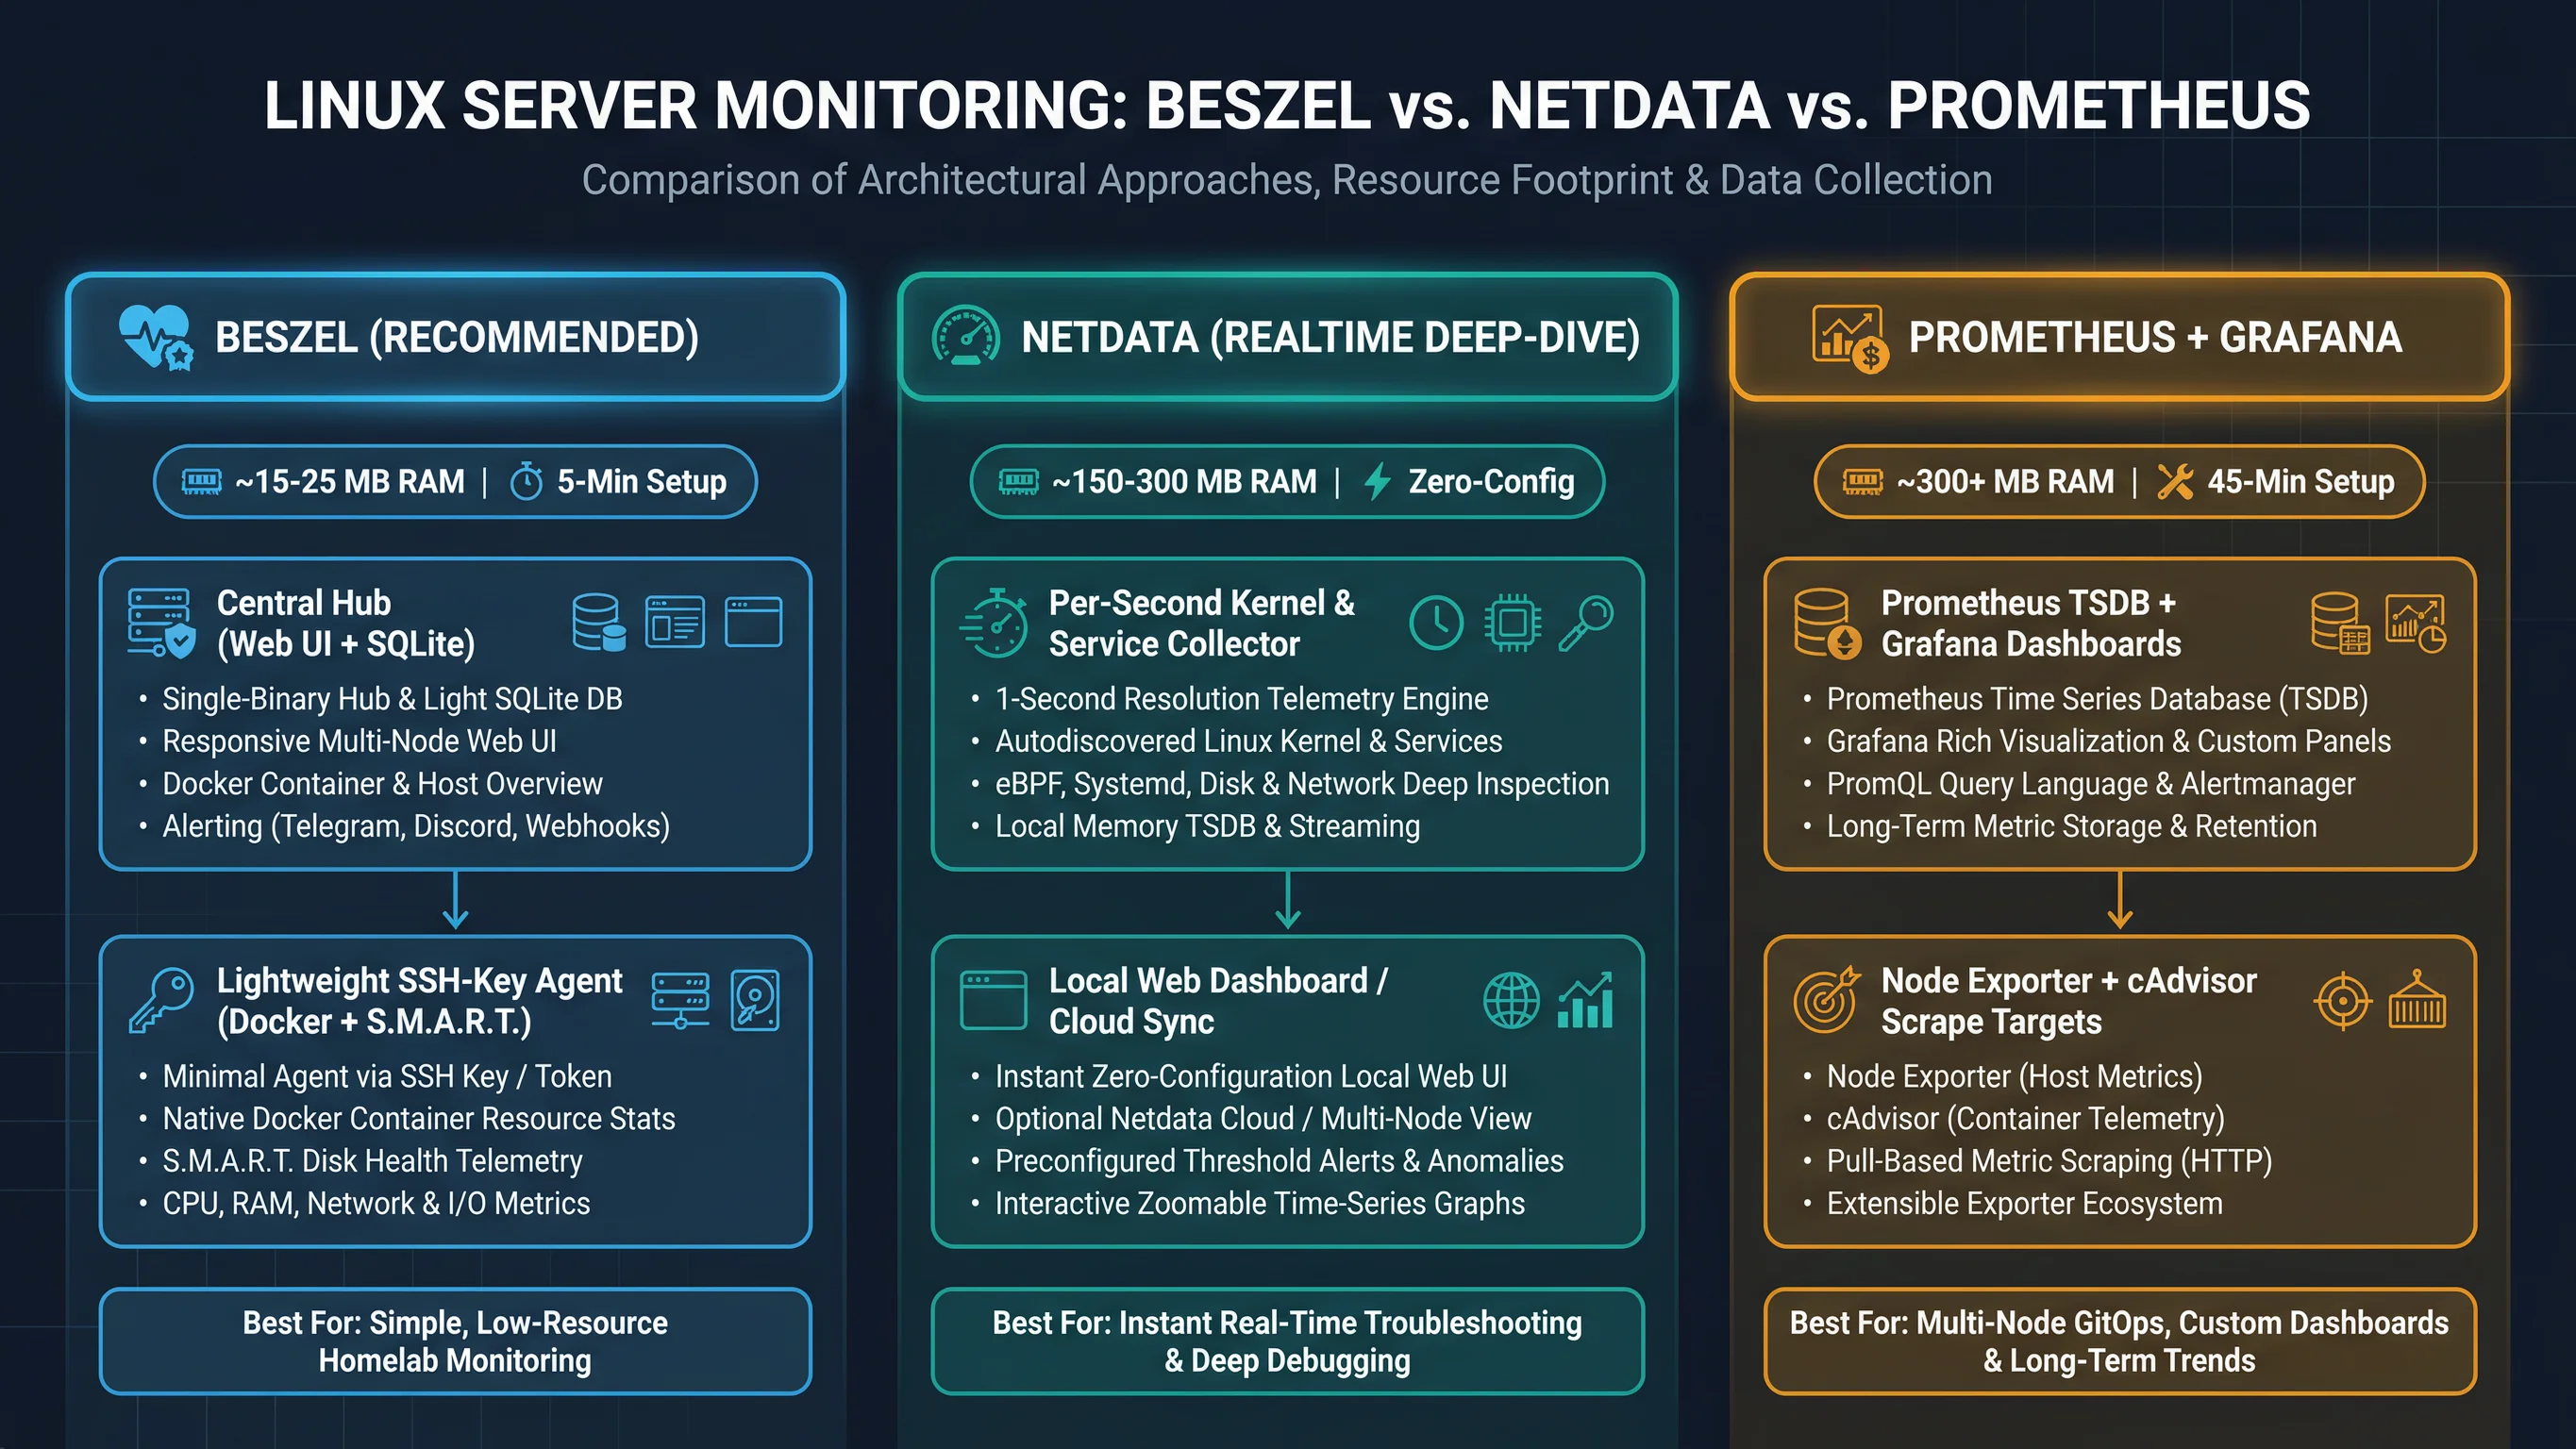 LINUX SERVER MONITORING: BESZEL vs. NETDATA vs. PROMETHEUS
Comparison of Architectural Approaches, Resource Footprint & Data Collection
BESZEL (RECOMMENDED)
~15-25 MB RAM | 5-Min Setup
Central Hub
(Web UI + SQLite)
• Single-Binary Hub & Light SQLite DB
• Responsive Multi-Node Web UI
• Docker Container & Host Overview
• Alerting (Telegram, Discord, Webhooks)
Lightweight SSH-Key Agent
(Docker + S.M.A.R.T.)
• Minimal Agent via SSH Key / Token
• Native Docker Container Resource Stats
• S.M.A.R.T. Disk Health Telemetry
• CPU, RAM, Network & I/O Metrics
Best For: Simple, Low-Resource
Homelab Monitoring
NETDATA (REALTIME DEEP-DIVE)
~150-300 MB RAM | Zero-Config
Per-Second Kernel &
Service Collector
• 1-Second Resolution Telemetry Engine
• Autodiscovered Linux Kernel & Services
• eBPF, Systemd, Disk & Network Deep Inspection
• Local Memory TSDB & Streaming
Local Web Dashboard /
Cloud Sync
• Instant Zero-Configuration Local Web UI
• Optional Netdata Cloud / Multi-Node View
• Preconfigured Threshold Alerts & Anomalies
• Interactive Zoomable Time-Series Graphs
Best For: Instant Real-Time Troubleshooting
& Deep Debugging
PROMETHEUS + GRAFANA
~300+ MB RAM | 45-Min Setup
Prometheus TSDB +
Grafana Dashboards
• Prometheus Time Series Database (TSDB)
• Grafana Rich Visualization & Custom Panels
• PromQL Query Language & Alertmanager
• Long-Term Metric Storage & Retention
Node Exporter + cAdvisor
Scrape Targets
• Node Exporter (Host Metrics)
• cAdvisor (Container Telemetry)
• Pull-Based Metric Scraping (HTTP)
• Extensible Exporter Ecosystem
Best For: Multi-Node GitOps, Custom Dashboards
& Long-Term Trends